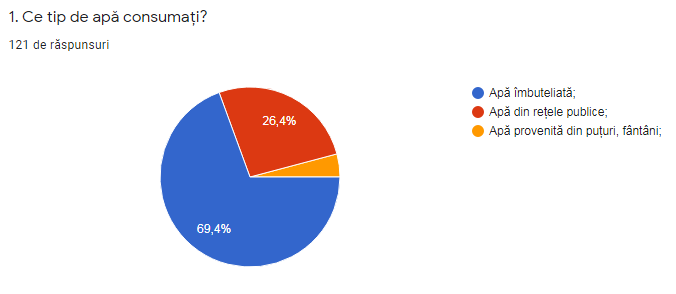 1. Ce tip de apă consumați?
121 de răspunsuri
Apă îmbuteliată;
Apă din rețele publice;
Apă provenită din puțuri, fântâni;
26,4%
69,4%